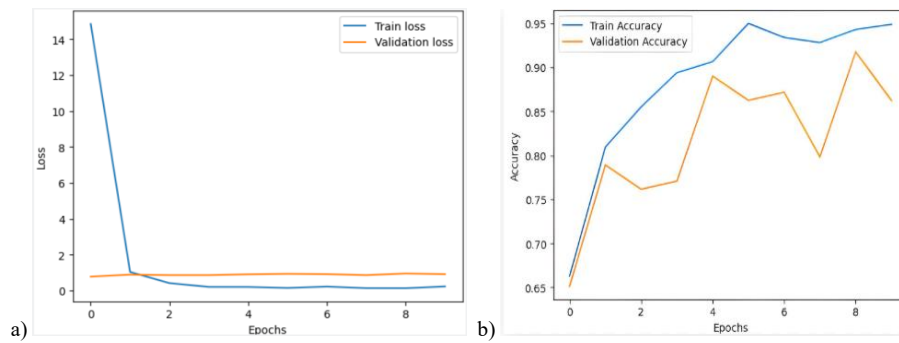 a)
Train loss
Validation loss
14
12
10
8
6
4
2
0
Loss
0 2 4 6 8
Epochs
b)
Train Accuracy
Validation Accuracy
0.95
0.90
0.85
0.80
0.75
0.70
0.65
Accuracy
0 2 4 6 8
Epochs